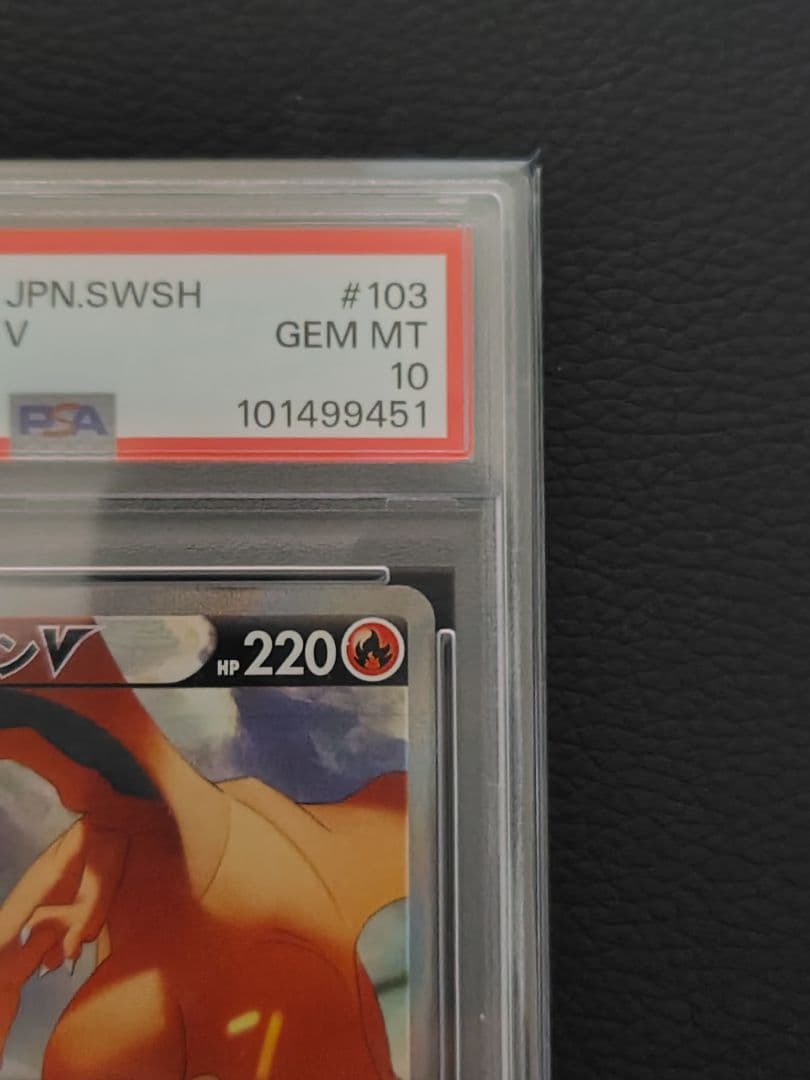 JPN.SWSH #103
V GEM MT
10
PSA 101499451
ンV HP 220